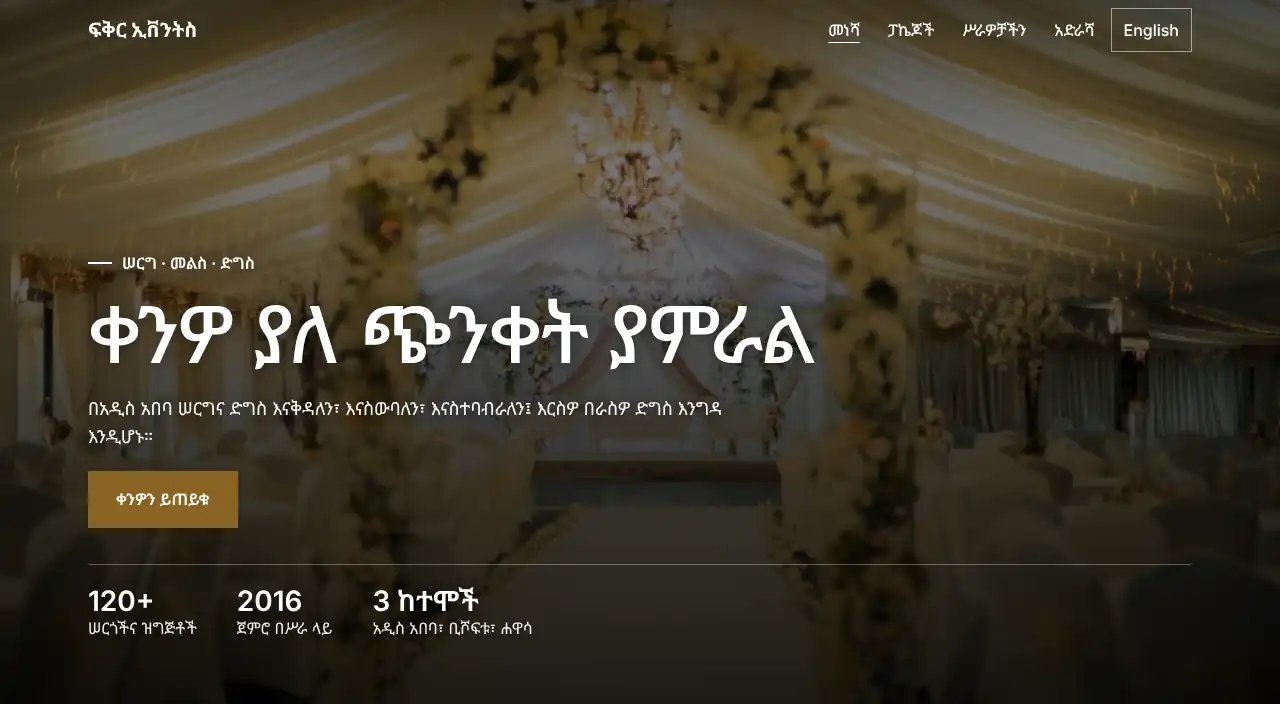 ፍቅር ኢቨንትስ
መነሻ
ፓኬጆች
ሥራዎቻችን
አድራሻ
English
ሠርግ · መልስ · ድግስ
ቀንዎ ያለ ጭንቀት ያምራል
በአዲስ አበባ ሠርግና ድግስ እናቅዳለን፣ እናስውባለን፣ እናስተባብራለን፤ እርስዎ በራስዎ ድግስ እንግዳ
እንዲሆኑ።
ቀንዎን ይጠይቁ
120+
2016
3 ከተሞች
ሠርጎችና ዝግጅቶች
ጀምሮ በሥራ ላይ
አዲስ አበባ፣ ቢሾፍቱ፣ ሐዋሳ